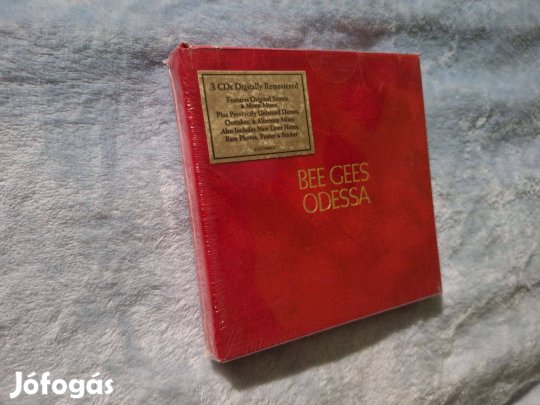 3 CDs Digitally Remastered
Features Original Stereo
& Mono Mixes
Plus Previously Unissued Demos,
Outtakes, & Alternate Mixes
Also Includes New Liner Notes,
Rare Photos, Poster & Sticker
BEE GEES
ODESSA
Jófogás